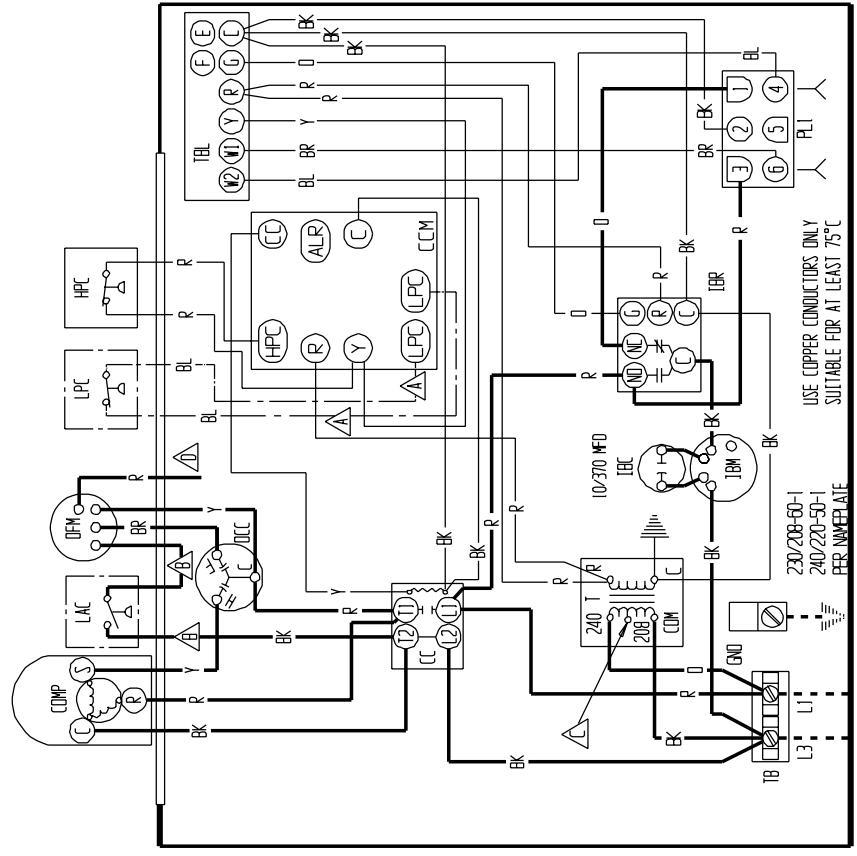 BK
BK
BK
O
R
R
Y
BR
BL
TBL
E
F
C
G
R
Y
W1
W2
BL
BK
BR
1
2
3
4
5
6
PL1
HPC
R
R
LPC
BL
BL
CC
ALR
C
CCM
HPC
R
Y
LPC
LPC
A
A
O
R
BK
R
O
IBR
G
R
C
NC
NO
C
R
BK
USE COPPER CONDUCTORS ONLY
SUITABLE FOR AT LEAST 75°C
D
R
OFM
Y
BR
OCC
F
C
H
B
B
LAC
10/370 MFD
IBC
IBM
BK
BK
R
R
BK
BK
R
Y
R
BK
T1
T2
L1
L2
CC
R
R
C
240
T
208
COM
230/208-60-1
240/220-50-1
PER NAMEPLATE
GND
COMP
S
R
C
Y
R
BK
C
O
R
BK
BK
TB
L1
L3